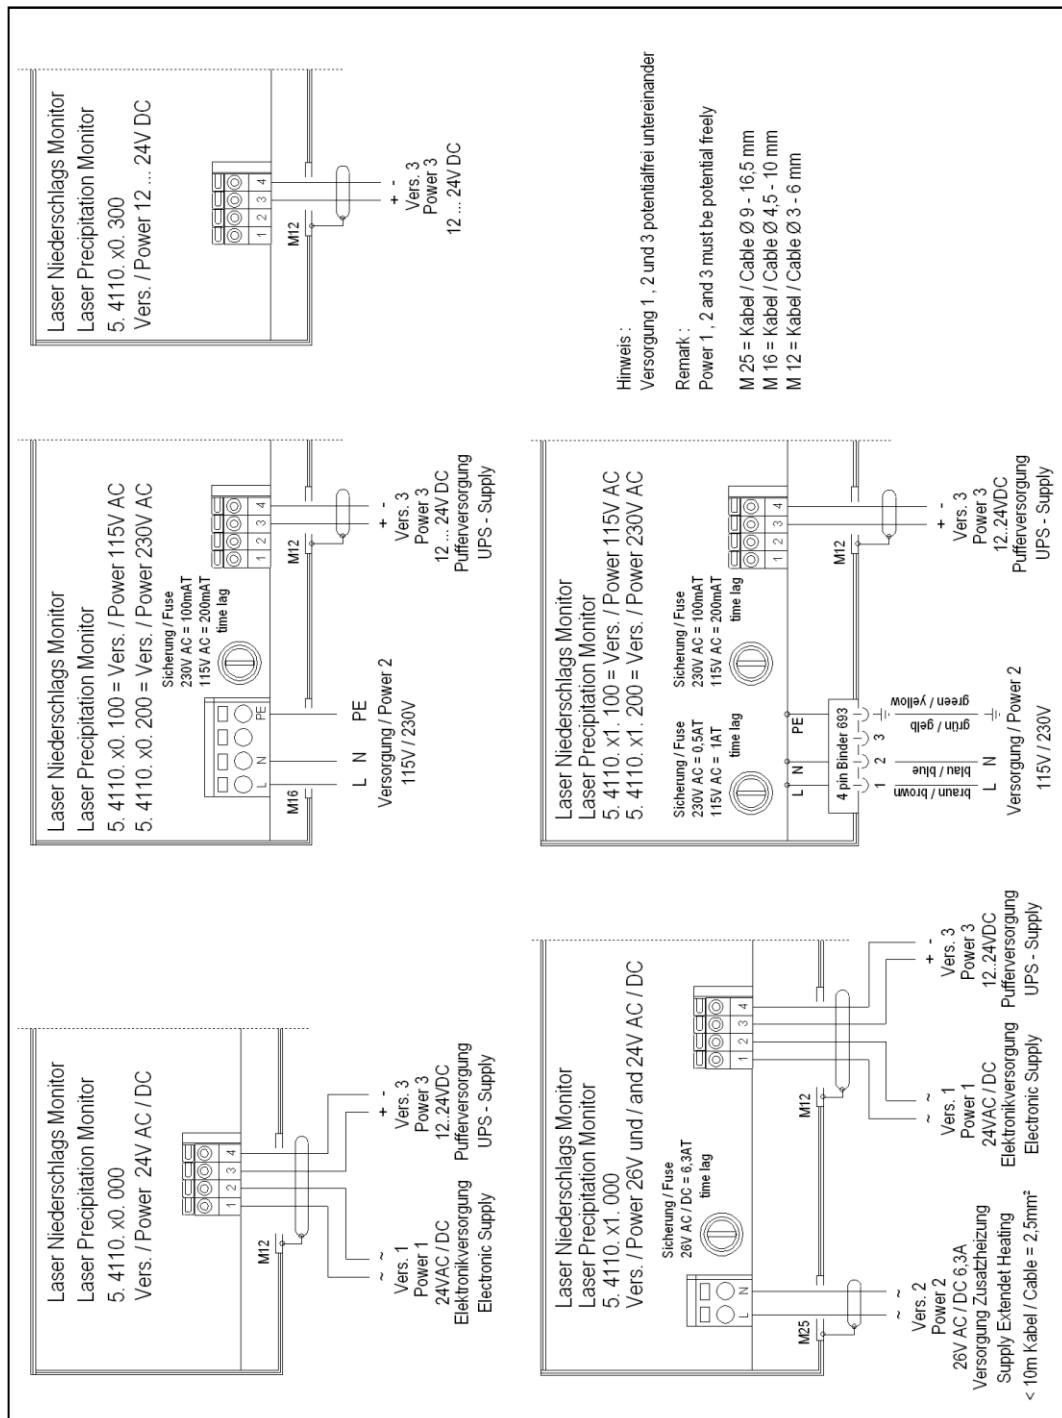 Laser Niederschlags Monitor
Laser Precipitation Monitor
5. 4110. x0. 000
Vers. / Power 24V AC / DC
1 2 3 4
M12
~ ~
Vers. 1
Power 1
24VAC / DC
Elektronikversorgung
Electronic Supply
+ -
Vers. 3
Power 3
12..24VDC
Pufferversorgung
UPS - Supply
Laser Niederschlags Monitor
Laser Precipitation Monitor
5. 4110. x0. 100 = Vers. / Power 115V AC
5. 4110. x0. 200 = Vers. / Power 230V AC
Sicherung / Fuse
230V AC = 100mAT
115V AC = 200mAT
time lag
L N PE
1 2 3 4
M16
M12
L N PE
Versorgung / Power 2
115V / 230V
+ -
Vers. 3
Power 3
12 ... 24V DC
Pufferversorgung
UPS - Supply
Laser Niederschlags Monitor
Laser Precipitation Monitor
5. 4110. x0. 300
Vers. / Power 12 ... 24V DC
1 2 3 4
M12
+ -
Vers. 3
Power 3
12 ... 24V DC
Laser Niederschlags Monitor
Laser Precipitation Monitor
5. 4110. x1. 000
Vers. / Power 26V und / and 24V AC / DC
Sicherung / Fuse
26V AC / DC = 6,3AT
time lag
L N
1 2 3 4
M25
M12
~ ~
Vers. 2
Power 2
26V AC / DC 6,3A
Versorgung Zusatzheizung
Supply Extendet Heating
< 10m Kabel / Cable = 2,5mm²
~ ~
Vers. 1
Power 1
24VAC / DC
Elektronikversorgung
Electronic Supply
+ -
Vers. 3
Power 3
12..24VDC
Pufferversorgung
UPS - Supply
Laser Niederschlags Monitor
Laser Precipitation Monitor
5. 4110. x1. 100 = Vers. / Power 115V AC
5. 4110. x1. 200 = Vers. / Power 230V AC
Sicherung / Fuse
230V AC = 0,5AT
115V AC = 1AT
time lag
Sicherung / Fuse
230V AC = 100mAT
115V AC = 200mAT
time lag
L N PE
4 pin Binder 693
1 2 3
braun / brown
blau / blue
grün / gelb
green / yellow
L N
Versorgung / Power 2
115V / 230V
1 2 3 4
M12
+ -
Vers. 3
Power 3
12..24VDC
Pufferversorgung
UPS - Supply
Hinweis :
Versorgung 1 , 2 und 3 potentialfrei untereinander
Remark :
Power 1 , 2 and 3 must be potential freely
M 25 = Kabel / Cable Ø 9 - 16,5 mm
M 16 = Kabel / Cable Ø 4,5 - 10 mm
M 12 = Kabel / Cable Ø 3 - 6 mm